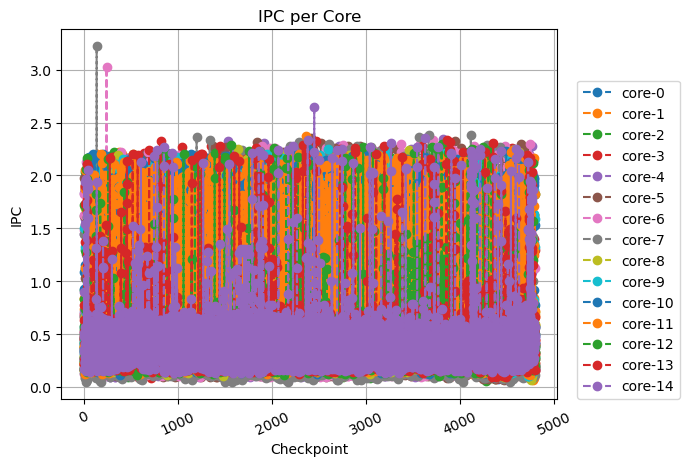 IPC per Core
3.0
2.5
2.0
1.5
1.0
0.5
0.0
IPC
0
1000
2000
3000
4000
5000
Checkpoint
core-0
core-1
core-2
core-3
core-4
core-5
core-6
core-7
core-8
core-9
core-10
core-11
core-12
core-13
core-14